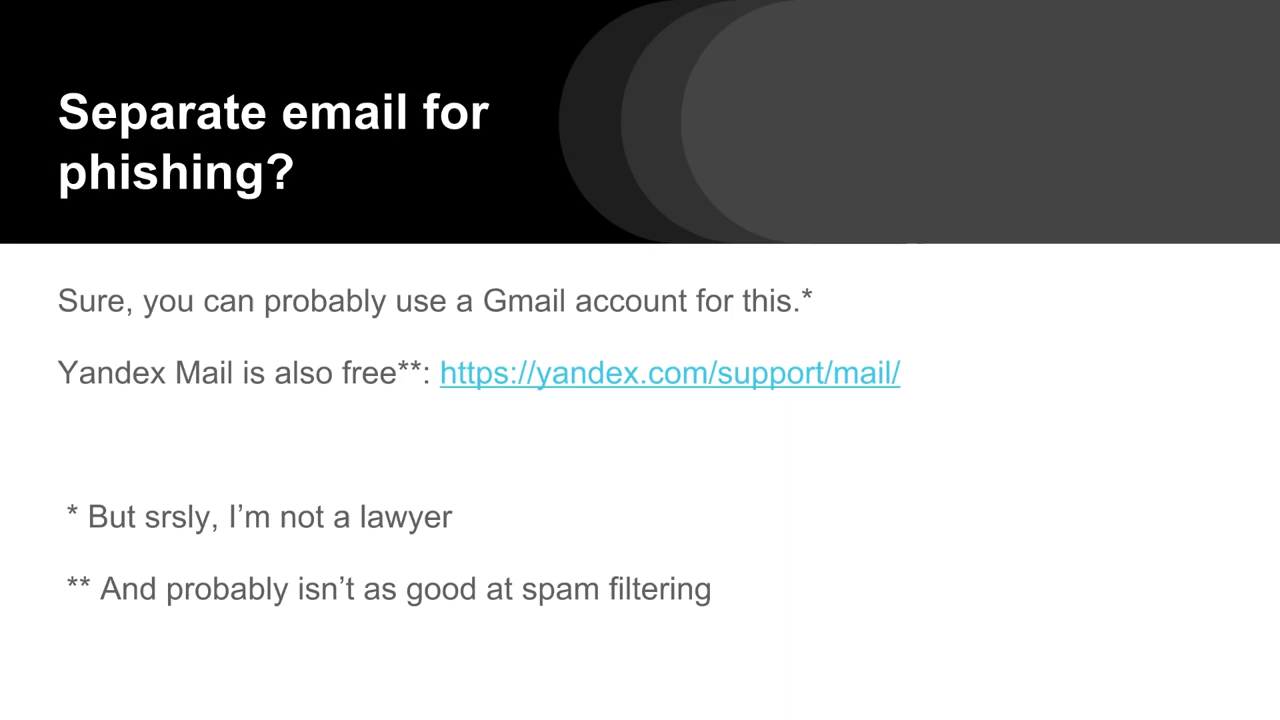 Separate email for
phishing?
Sure, you can probably use a Gmail account for this.*
Yandex Mail is also free**: https://yandex.com/support/mail/
* But srsly, I’m not a lawyer
** And probably isn’t as good at spam filtering